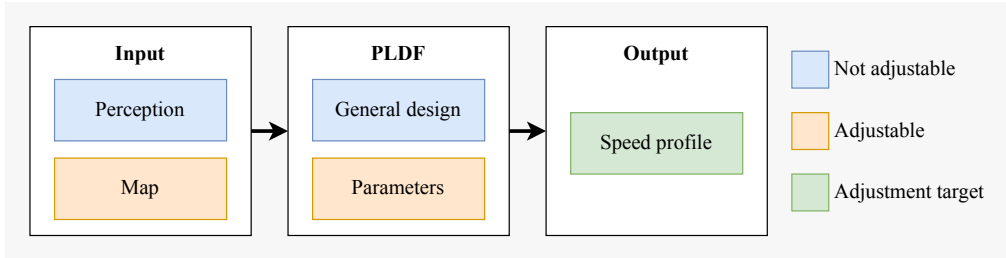 Input
Perception
Map
PLDF
General design
Parameters
Output
Speed profile
Not adjustable
Adjustable
Adjustment target